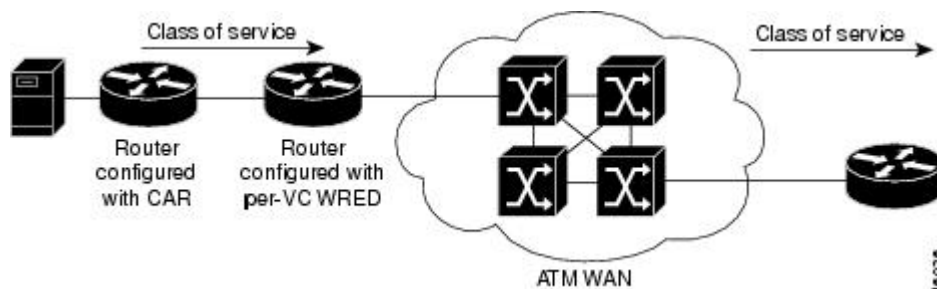 Class of service
Class of service
Router
configured
with CAR
Router
configured with
per-VC WRED
ATM WAN